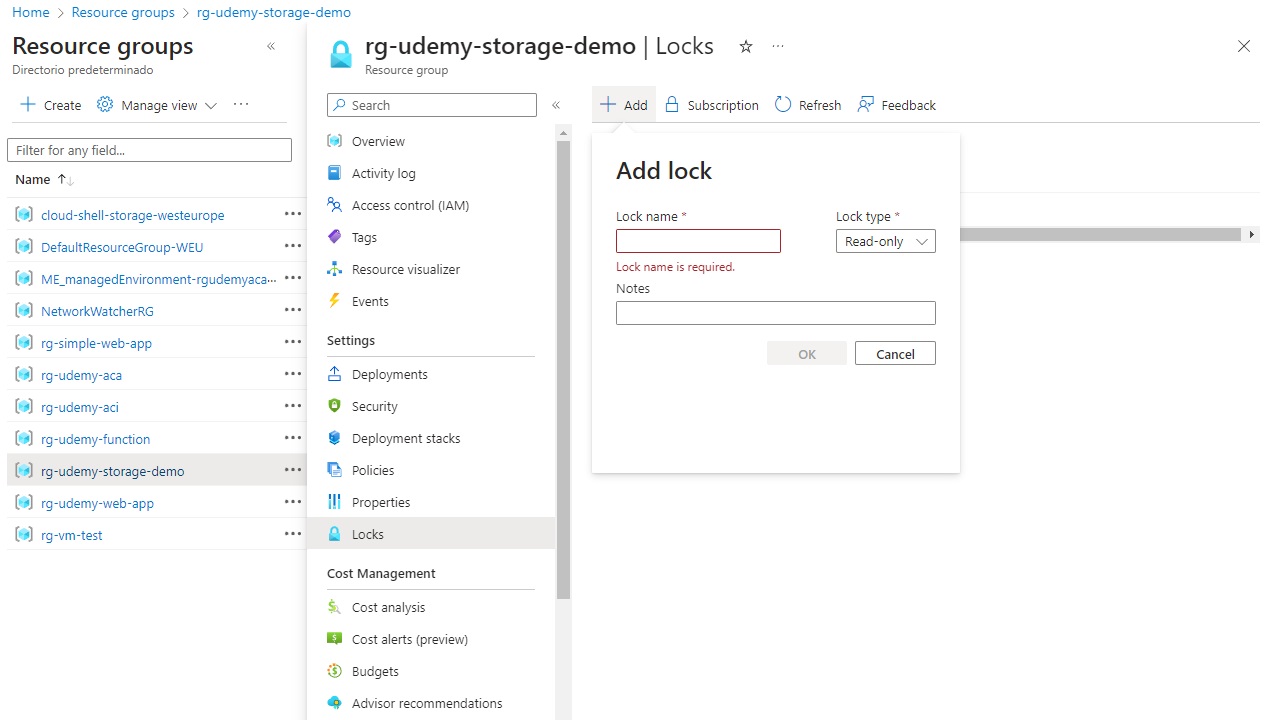 Home > Resource groups > rg-udemy-storage-demo
Resource groups
Directorio predeterminado
Create
Manage view
Filter for any field...
Name
cloud-shell-storage-westeurope
DefaultResourceGroup-WEU
ME_managedEnvironment-rgudemyaca...
NetworkWatcherRG
rg-simple-web-app
rg-udemy-aca
rg-udemy-aci
rg-udemy-function
rg-udemy-storage-demo
rg-udemy-web-app
rg-vm-test
rg-udemy-storage-demo | Locks
Resource group
Search
Overview
Activity log
Access control (IAM)
Tags
Resource visualizer
Events
Settings
Deployments
Security
Deployment stacks
Policies
Properties
Locks
Cost Management
Cost analysis
Cost alerts (preview)
Budgets
Advisor recommendations
Add
Subscription
Refresh
Feedback
Add lock
Lock name *
Lock type *
Read-only
Lock name is required.
Notes
OK
Cancel